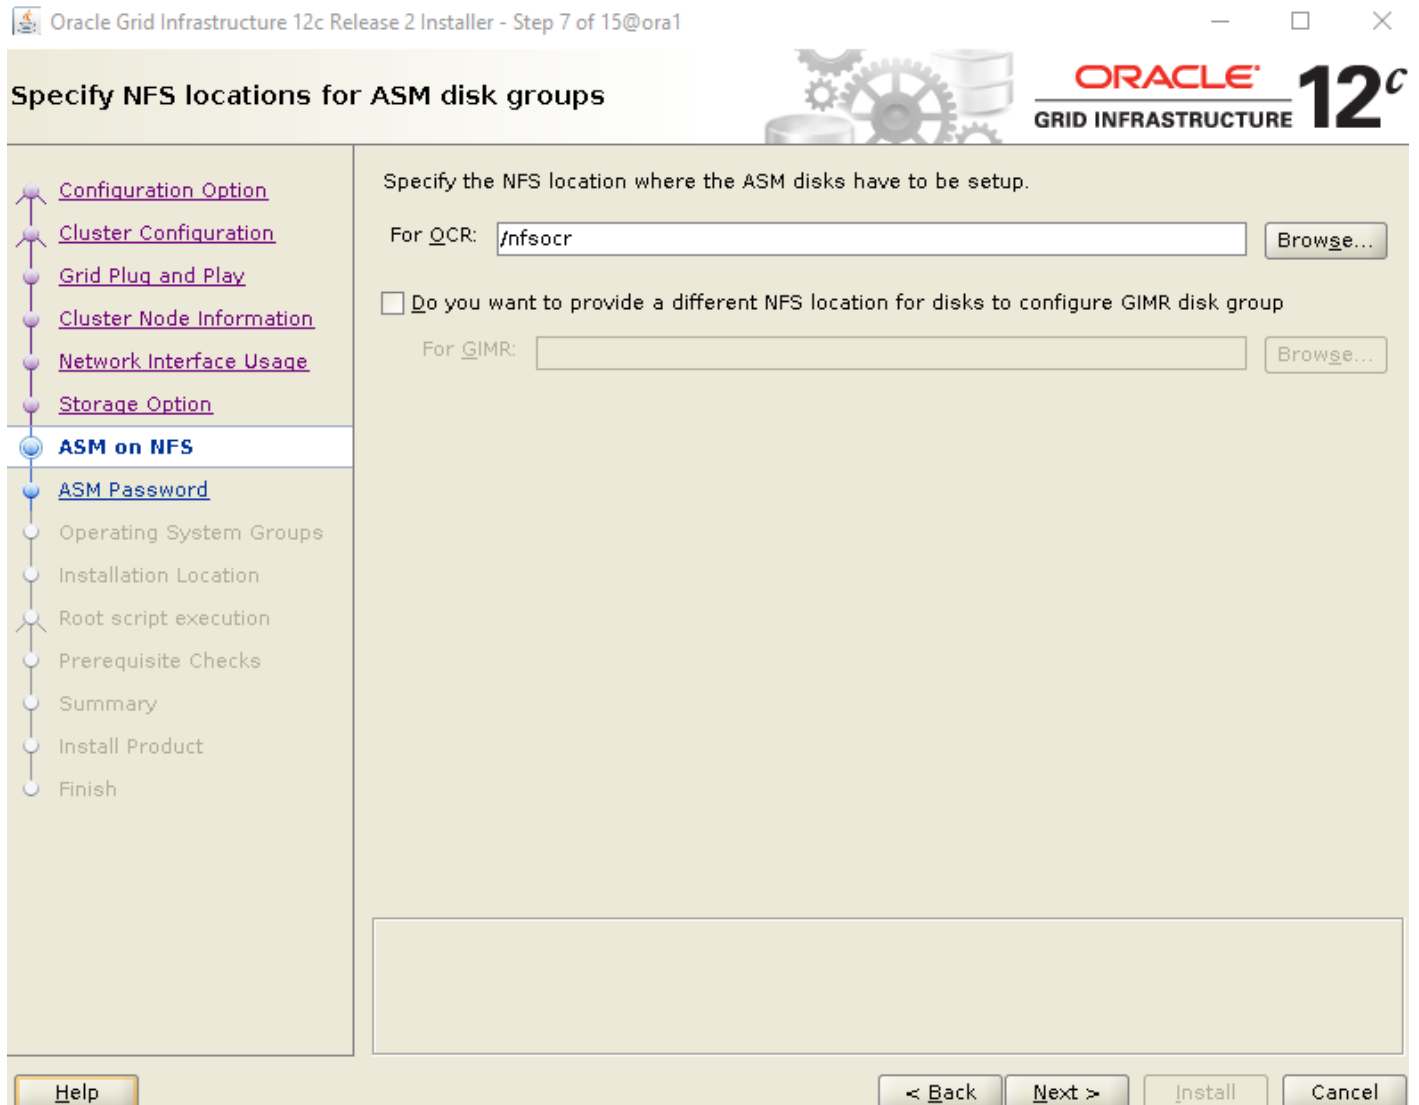 Oracle Grid Infrastructure 12c Release 2 Installer - Step 7 of 15@ora1
Specify NFS locations for ASM disk groups
ORACLE 12c
GRID INFRASTRUCTURE
Configuration Option
Cluster Configuration
Grid Plug and Play
Cluster Node Information
Network Interface Usage
Storage Option
ASM on NFS
ASM Password
Operating System Groups
Installation Location
Root script execution
Prerequisite Checks
Summary
Install Product
Finish
Specify the NFS location where the ASM disks have to be setup.
For OCR: /nfsocr Browse...
Do you want to provide a different NFS location for disks to configure GIMR disk group
For GIMR: Browse...
Help < Back Next > Install Cancel